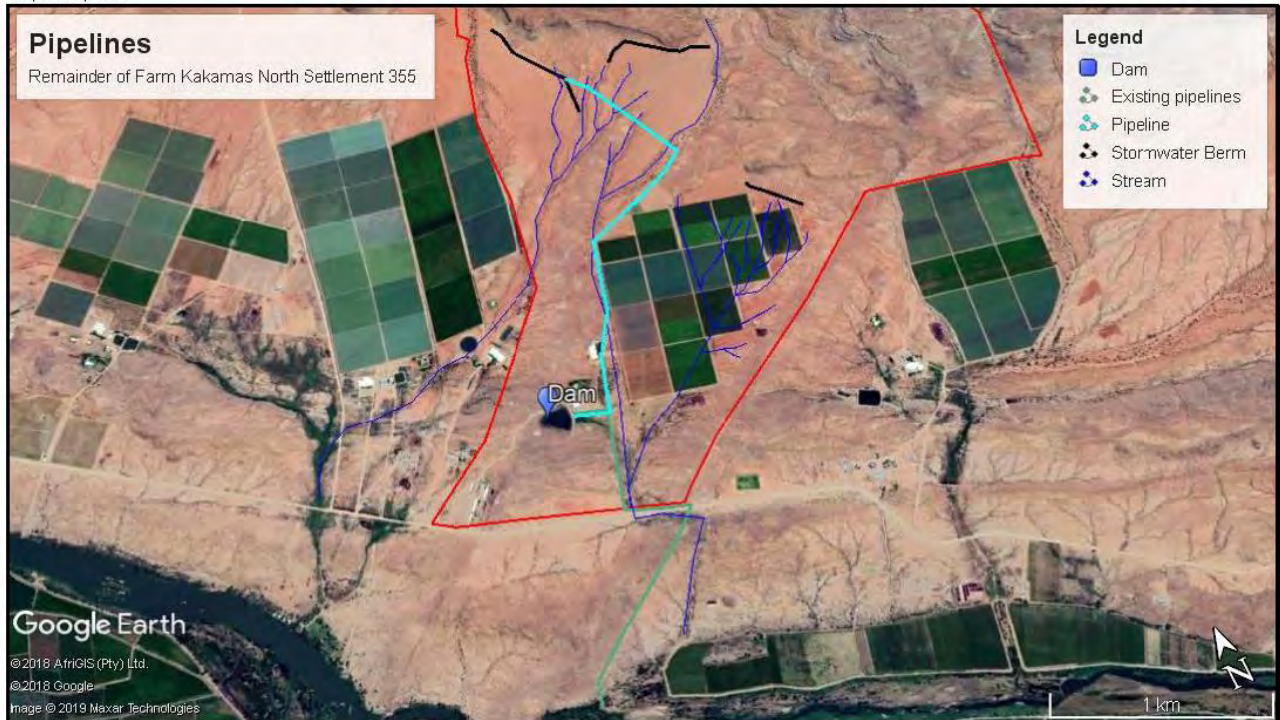 Pipelines
Remainder of Farm Kakamas North Settlement 355
Legend
Dam
Existing pipelines
Pipeline
Stormwater Berm
Stream
Dam
Google Earth
©2018 AfriGIS (Pty) Ltd.
©2018 Google
Image © 2019 Maxar Technologies
N
1 km